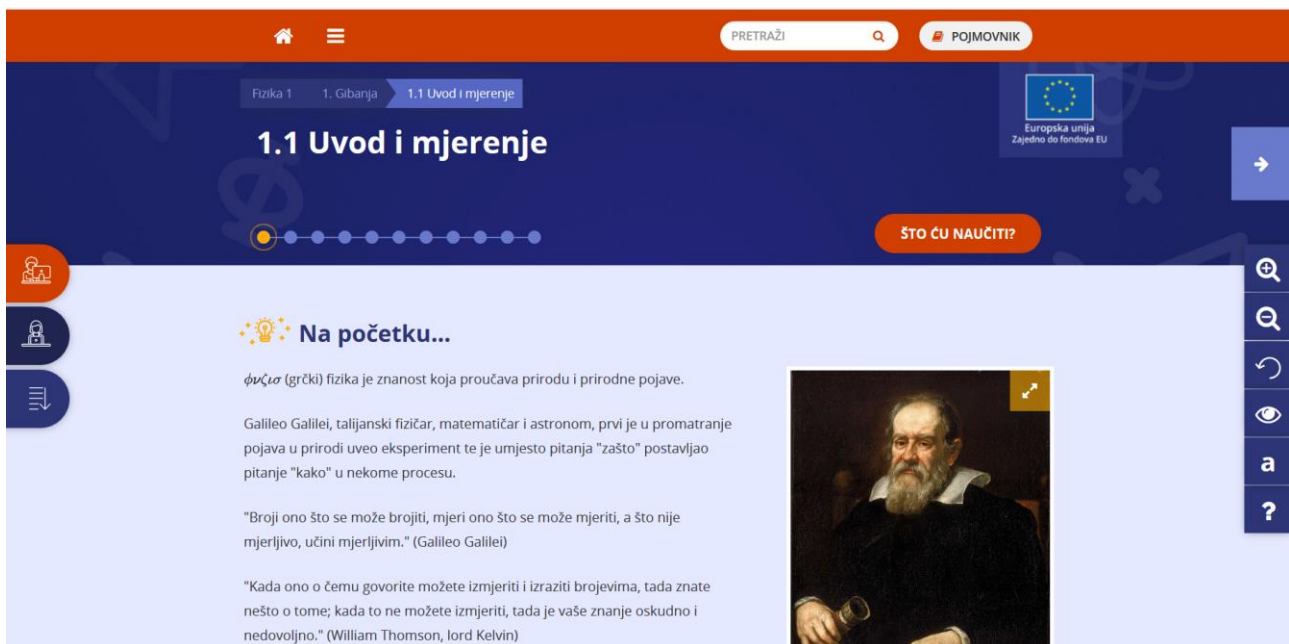 PRETRAŽI
POJMOVNIK
Fizika 1
1. Gibanja
1.1 Uvod i mjerenje
1.1 Uvod i mjerenje
Europska unija
Zajedno do fondova EU
ŠTO ĆU NAUČITI?
Na početku...
ϕυζισ (grčki) fizika je znanost koja proučava prirodu i prirodne pojave.
Galileo Galilei, talijanski fizičar, matematičar i astronom, prvi je u promatranje
pojava u prirodi uveo eksperiment te je umjesto pitanja "zašto" postavljao
pitanje "kako" u nekome procesu.
"Broji ono što se može brojiti, mjeri ono što se može mjeriti, a što nije
mjerljivo, učini mjerljivim." (Galileo Galilei)
"Kada ono o čemu govorite možete izmjeriti i izraziti brojevima, tada znate
nešto o tome; kada to ne možete izmjeriti, tada je vaše znanje oskudno i
nedovoljno." (William Thomson, lord Kelvin)
a
?